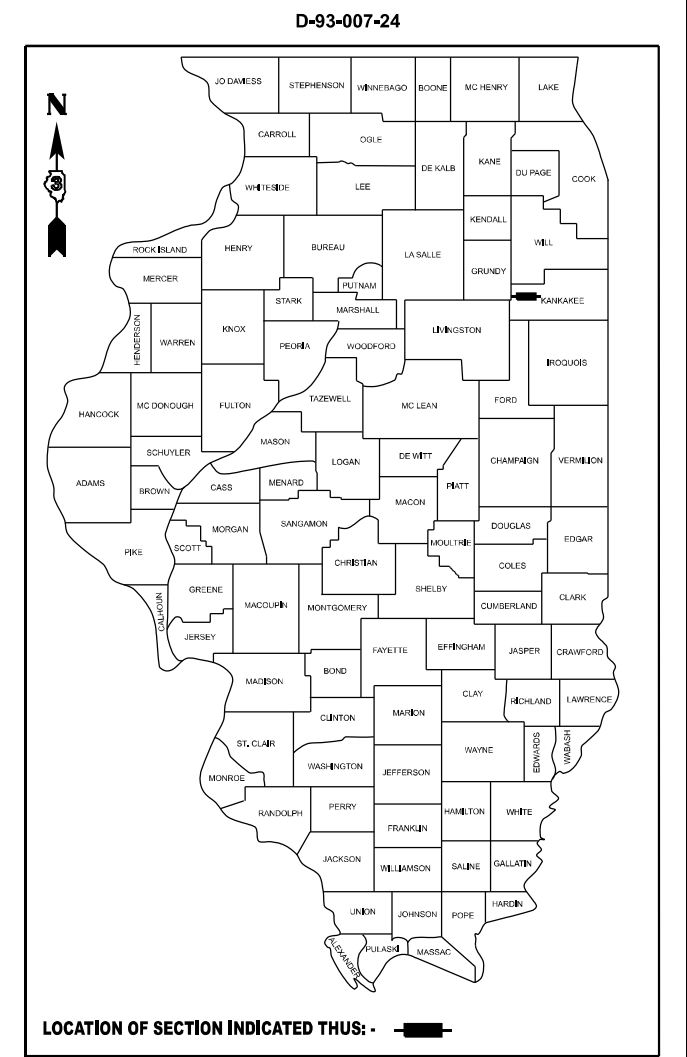 D-93-007-24
JO DAVIESS STEPHENSON WINNEBAGO BOONE MC HENRY LAKE
N
CARROLL OGLE DE KALB KANE DU PAGE COOK
3
WHITESIDE LEE KENDALL WILL
ROCK ISLAND HENRY BUREAU LA SALLE GRUNDY
MERCER PUTNAM KANKAKEE
STARK MARSHALL
HENDERSON WARREN KNOX PEORIA WOODFORD LIVINGSTON
IROQUOIS
HANCOCK MC DONOUGH FULTON TAZEWELL MC LEAN FORD
MASON
SCHUYLER LOGAN DE WITT CHAMPAIGN VERMILION
ADAMS BROWN CASS MENARD PIATT
MACON
MORGAN SANGAMON DOUGLAS
PIKE SCOTT CHRISTIAN MOULTRIE EDGAR
COLES
GREENE SHELBY
CALHOUN MACOUPIN MONTGOMERY CUMBERLAND CLARK
JERSEY
FAYETTE EFFINGHAM JASPER CRAWFORD
MADISON BOND
CLAY RICHLAND LAWRENCE
CLINTON MARION
ST. CLAIR WAYNE EDWARDS WABASH
MONROE WASHINGTON JEFFERSON
RANDOLPH PERRY HAMILTON WHITE
FRANKLIN
JACKSON WILLIAMSON SALINE GALLATIN
HARDIN
UNION JOHNSON POPE
ALEXANDER PULASKI MASSAC
LOCATION OF SECTION INDICATED THUS: -